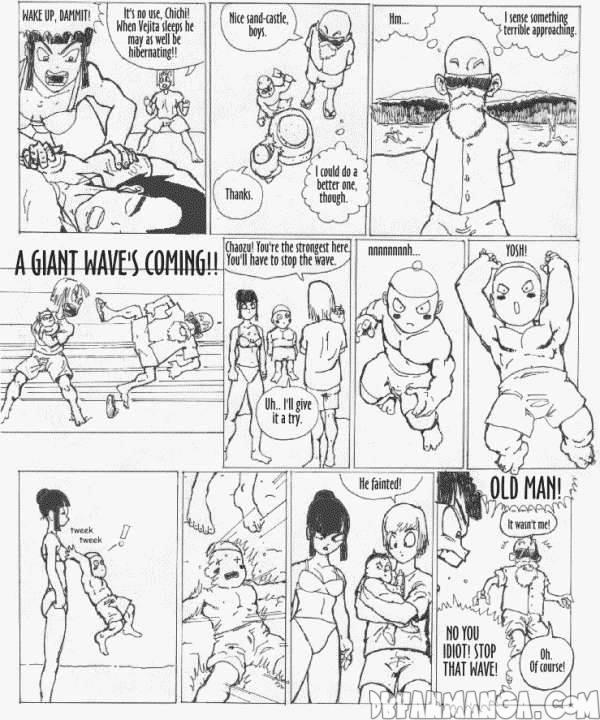 WAKE UP, DAMMIT!
It's no use, Chichi!
When Vejita sleeps he
may as well be
hibernating!!
Nice sand-castle,
boys.
Thanks.
I could do a
better one,
though.
Hm...
I sense something
terrible approaching.
A GIANT WAVE'S COMING!!
Chaozu! You're the strongest here.
You'll have to stop the wave.
Uh.. I'll give
it a try.
nnnnnnnnh...
YOSH!
tweek
tweek
!
He fainted!
OLD MAN!
It wasn't me!
NO YOU
IDIOT! STOP
THAT WAVE!
Oh.
Of course!
DBFANMANGA.COM